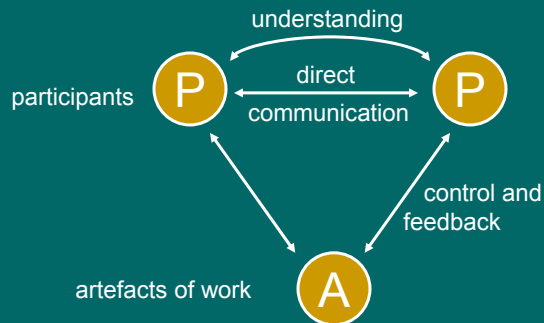 understanding
participants
P
direct
communication
P
control and
feedback
artefacts of work
A